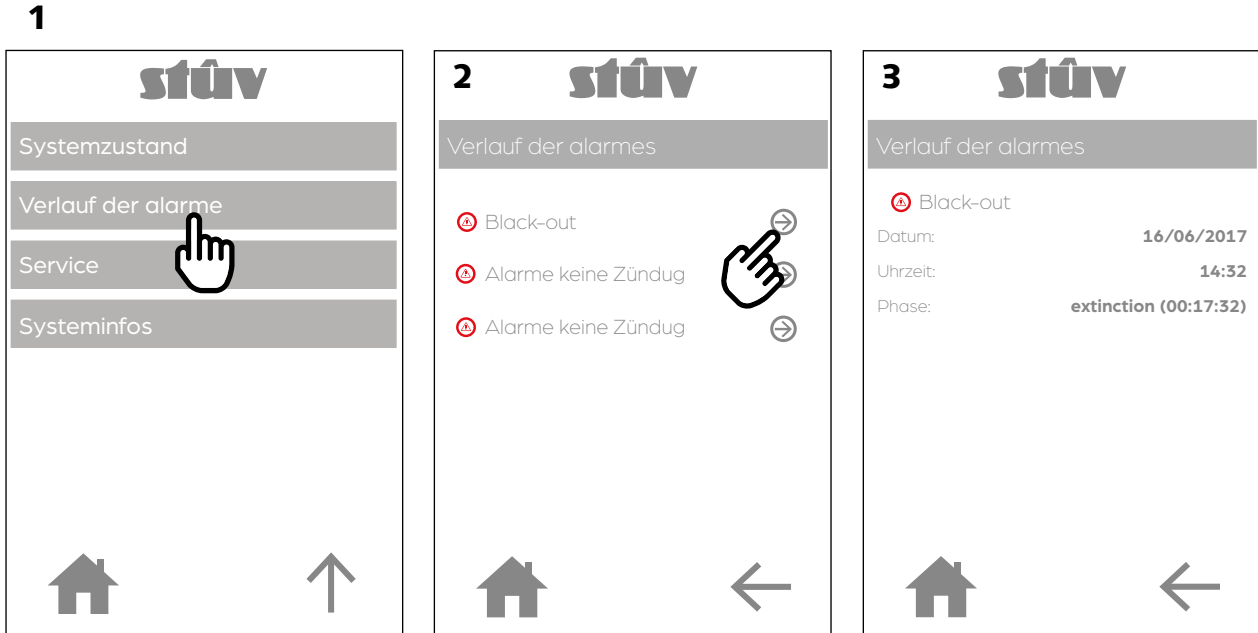 1
stûv
Systemzustand
Verlauf der alarme
Service
Systeminfos
2
stûv
Verlauf der alarmes
Black-out
Alarme keine Zündug
Alarme keine Zündug
3
stûv
Verlauf der alarmes
Black-out
Datum: 16/06/2017
Uhrzeit: 14:32
Phase: extinction (00:17:32)